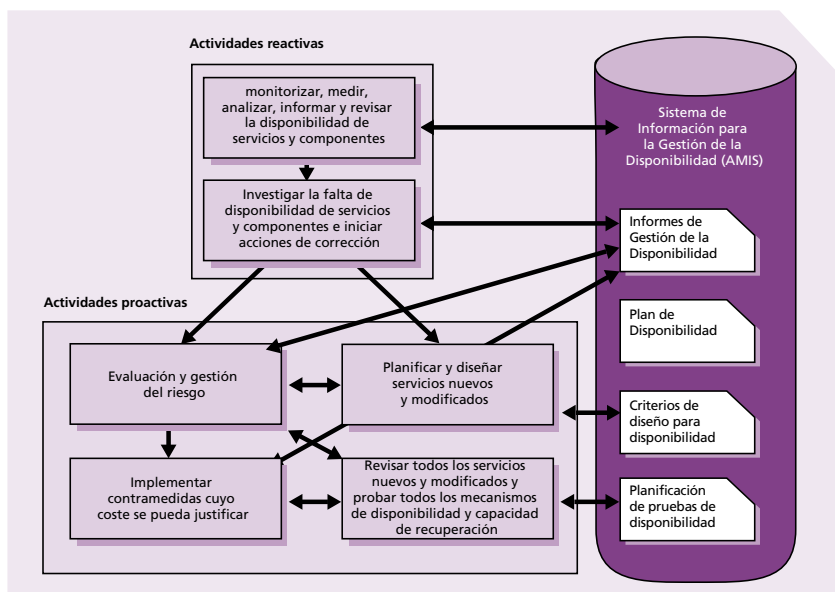 Actividades reactivas
monitorizar, medir,
analizar, informar y revisar
la disponibilidad de
servicios y componentes
Investigar la falta de
disponibilidad de servicios
y componentes e iniciar
acciones de corrección
Actividades proactivas
Evaluación y gestión
del riesgo
Planificar y diseñar
servicios nuevos
y modificados
Implementar
contramedidas cuyo
coste se pueda justificar
Revisar todos los servicios
nuevos y modificados y
probar todos los mecanismos
de disponibilidad y capacidad
de recuperación
Sistema de
Información para
la Gestión de la
Disponibilidad (AMIS)
Informes de
Gestión de la
Disponibilidad
Plan de
Disponibilidad
Criterios de
diseño para
disponibilidad
Planificación
de pruebas de
disponibilidad